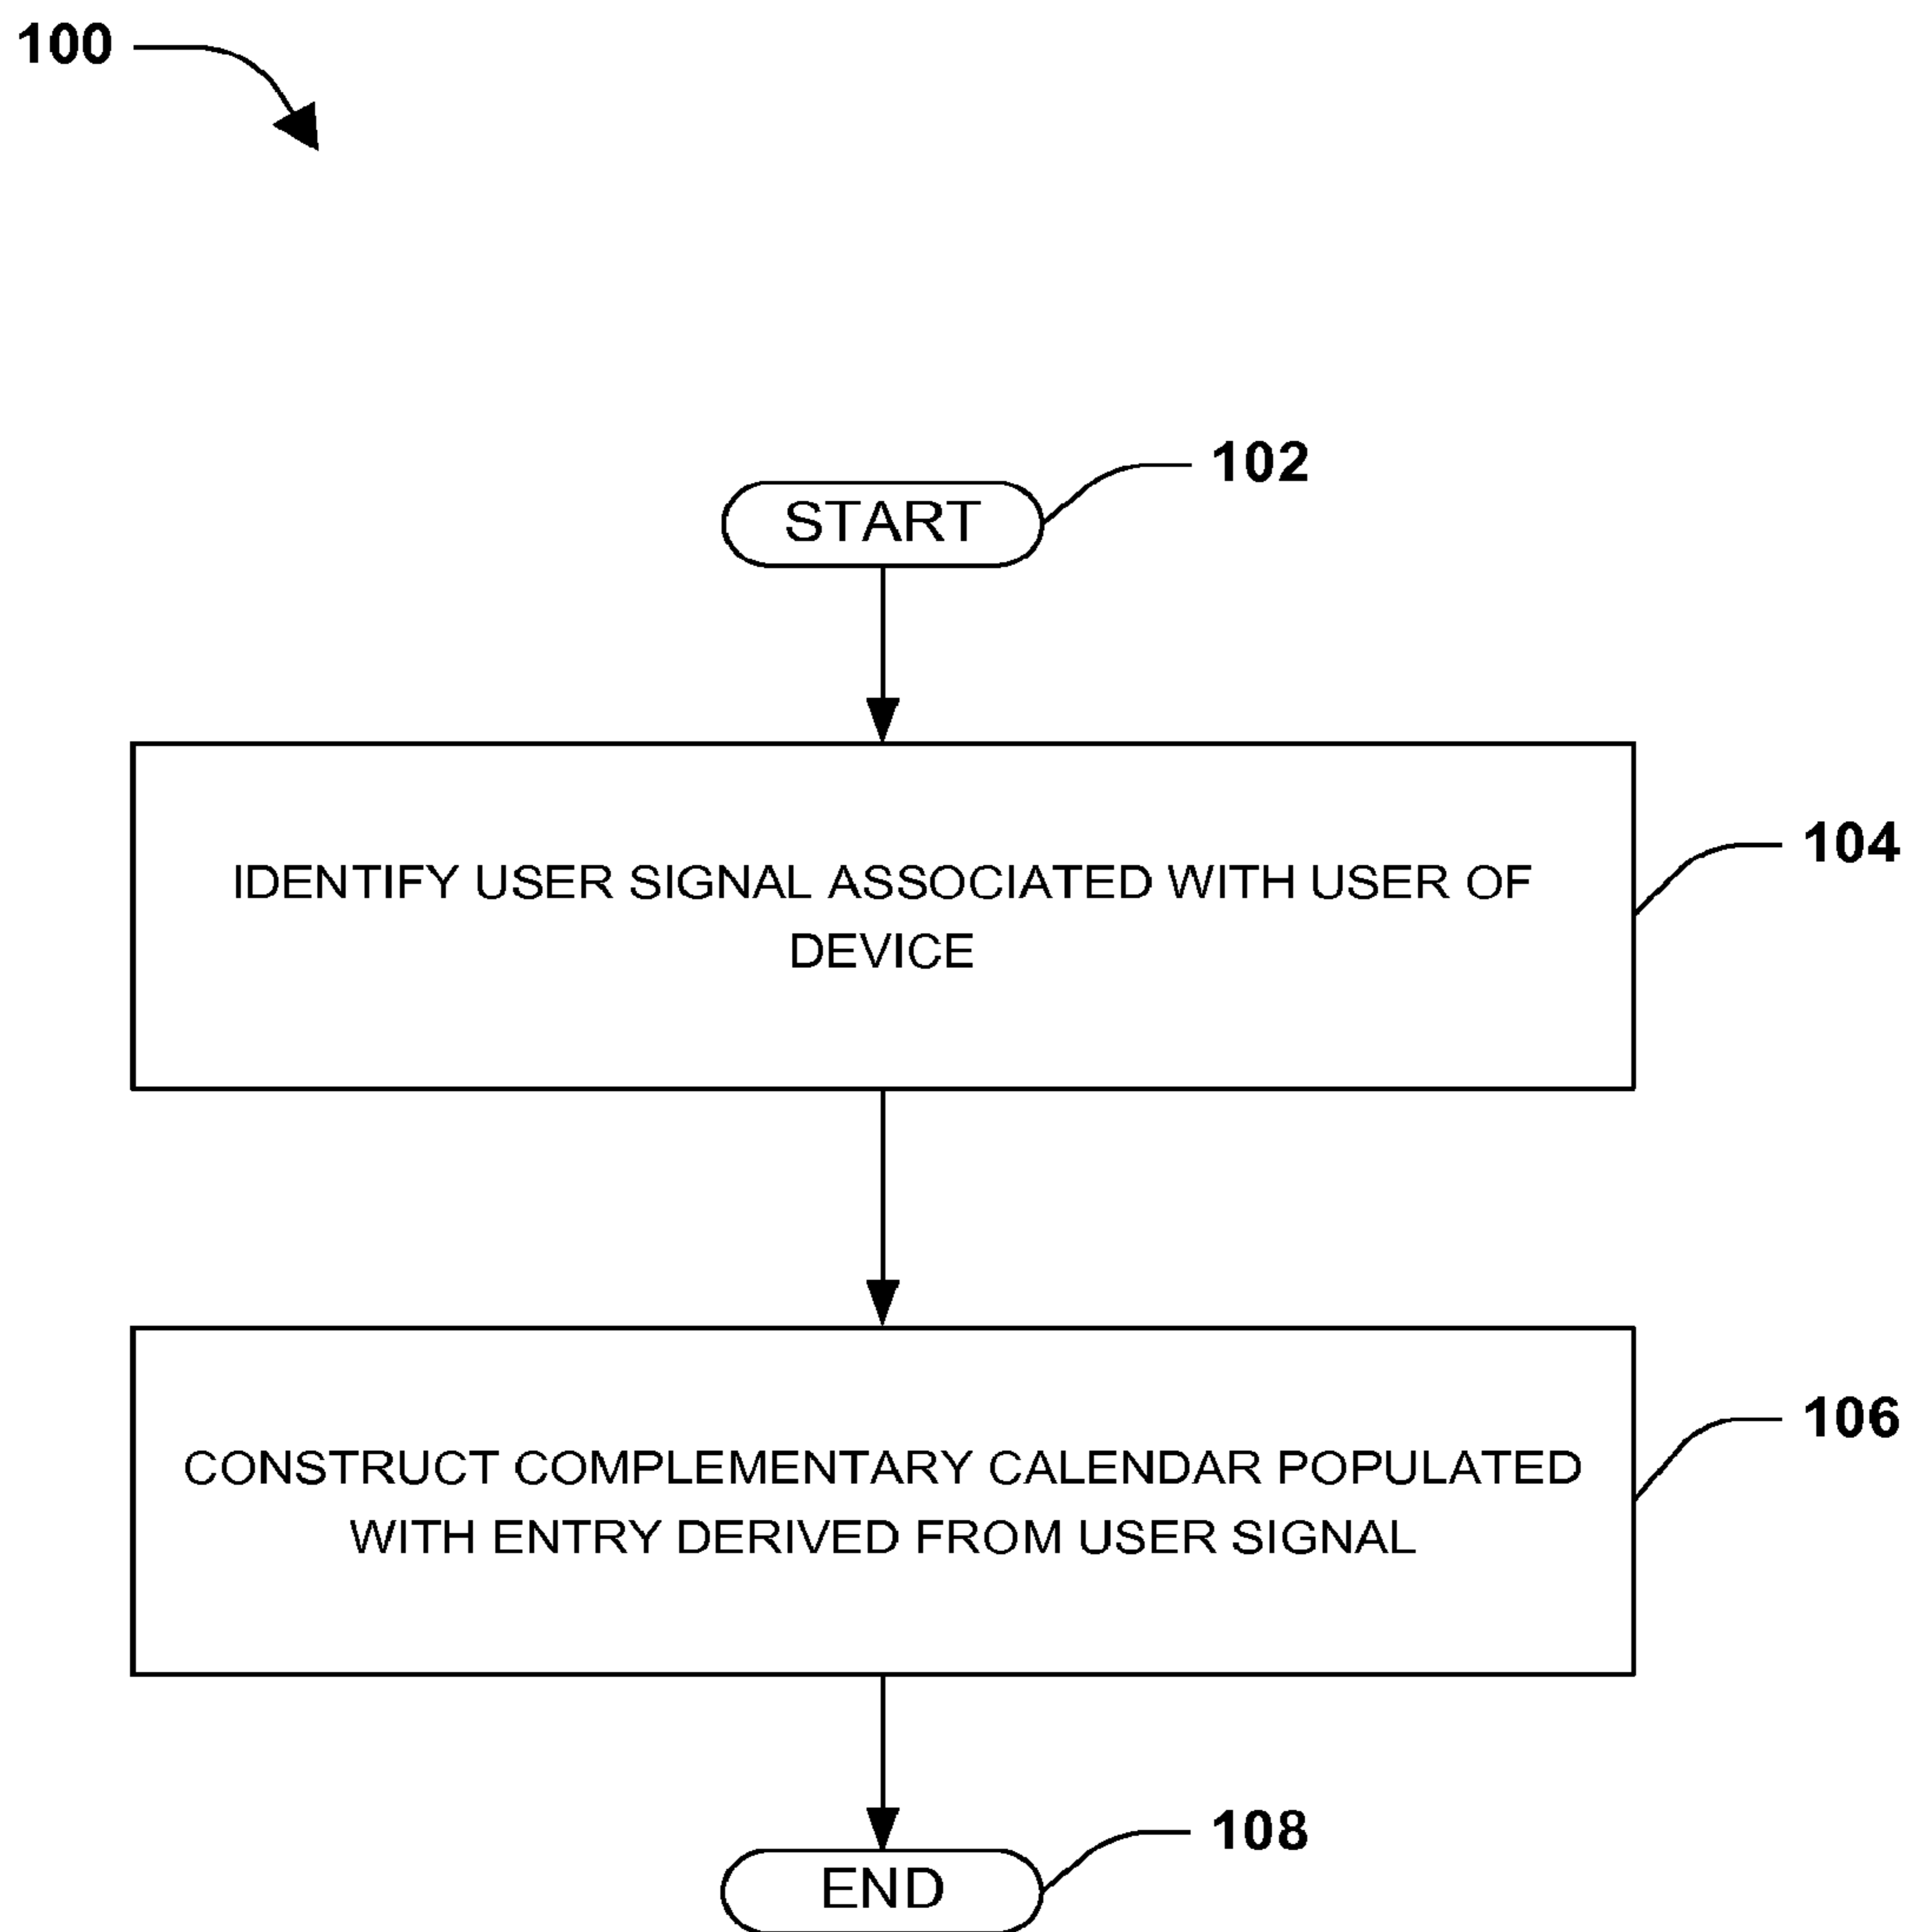 100
102
START
104
IDENTIFY USER SIGNAL ASSOCIATED WITH USER OF
DEVICE
106
CONSTRUCT COMPLEMENTARY CALENDAR POPULATED
WITH ENTRY DERIVED FROM USER SIGNAL
108
END